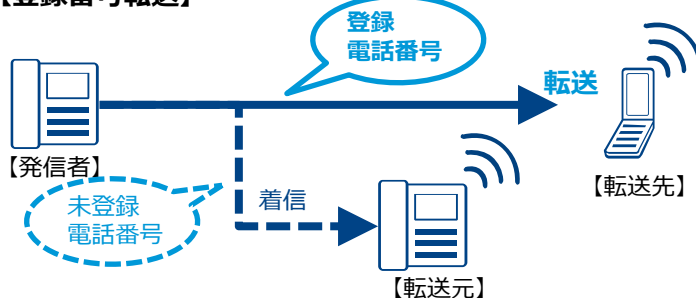 【登録番号転送】
登録
電話番号
転送
【発信者】
【転送先】
未登録
電話番号
着信
【転送元】